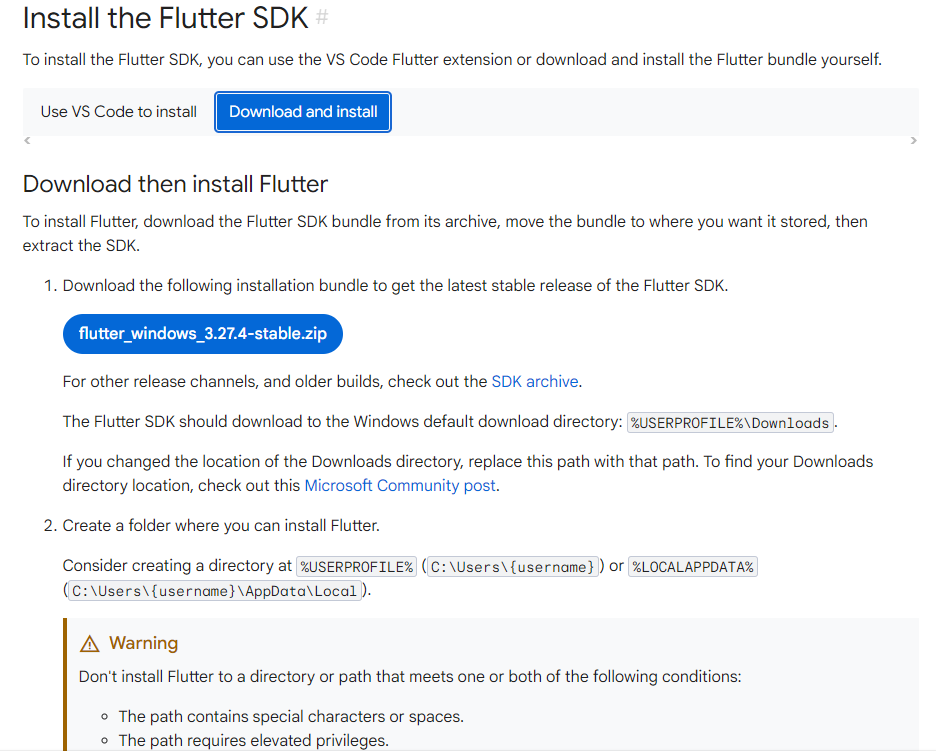 Install the Flutter SDK #
To install the Flutter SDK, you can use the VS Code Flutter extension or download and install the Flutter bundle yourself.
Use VS Code to install Download and install
Download then install Flutter
To install Flutter, download the Flutter SDK bundle from its archive, move the bundle to where you want it stored, then
extract the SDK.
1. Download the following installation bundle to get the latest stable release of the Flutter SDK.
flutter_windows_3.27.4-stable.zip
For other release channels, and older builds, check out the SDK archive.
The Flutter SDK should download to the Windows default download directory: %USERPROFILE%\Downloads.
If you changed the location of the Downloads directory, replace this path with that path. To find your Downloads
directory location, check out this Microsoft Community post.
2. Create a folder where you can install Flutter.
Consider creating a directory at %USERPROFILE% (C:\Users\{username}) or %LOCALAPPDATA%
(C:\Users\{username}\AppData\Local).
Warning
Don't install Flutter to a directory or path that meets one or both of the following conditions:
The path contains special characters or spaces.
The path requires elevated privileges.